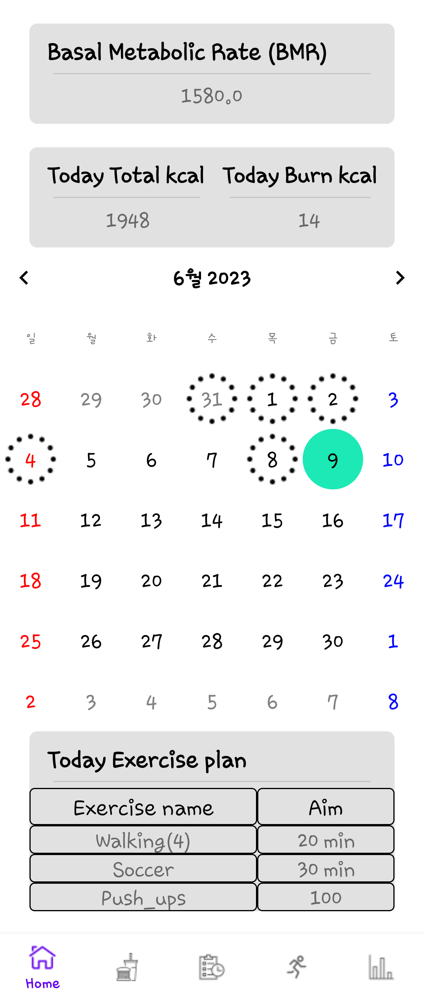 Basal Metabolic Rate (BMR)
1580.0
Today Total kcal Today Burn kcal
1948 14
6월 2023
일 월 화 수 목 금 토
28 29 30 31 1 2 3
4 5 6 7 8 9 10
11 12 13 14 15 16 17
18 19 20 21 22 23 24
25 26 27 28 29 30 1
2 3 4 5 6 7 8
Today Exercise plan
Exercise name Aim
Walking(4) 20 min
Soccer 30 min
Push_ups 100
Home